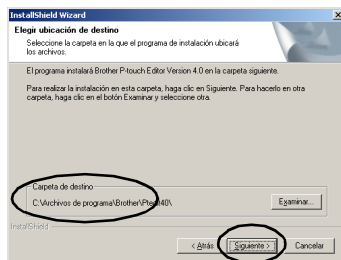 InstallShield Wizard
Elegir ubicación de destino
Seleccione la carpeta en la que el programa de instalación ubicará
los archivos.
El programa instalará Brother P-touch Editor Version 4.0 en la carpeta siguiente.
Para realizar la instalación en esta carpeta, haga clic en Siguiente. Para hacerlo en otra
carpeta, haga clic en el botón Examinar y seleccione otra.
Carpeta de destino
C:\Archivos de programa\Brother\Ptedit40\
Examinar...
InstallShield
< Atrás
Siguiente >
Cancelar